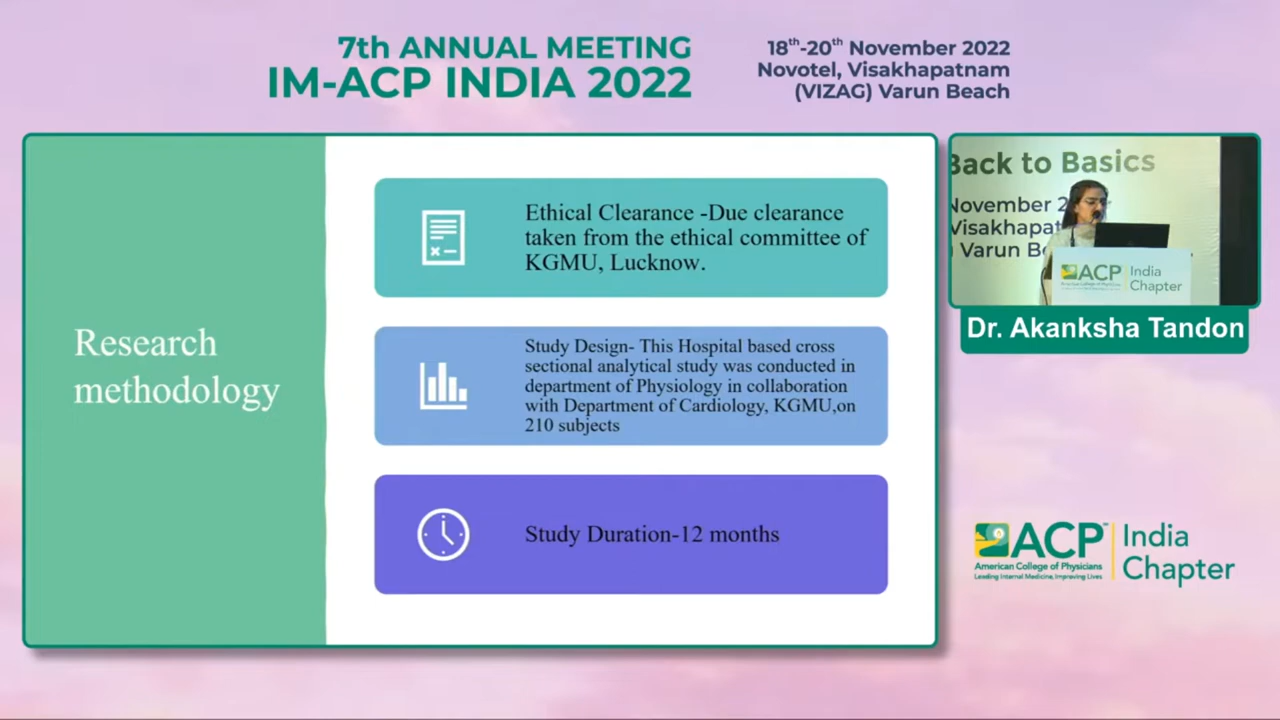 7th ANNUAL MEETING
IM-ACP INDIA 2022
18th-20th November 2022
Novotel, Visakhapatnam
(VIZAG) Varun Beach
Research
methodology
Ethical Clearance -Due clearance
taken from the ethical committee of
KGMU, Lucknow.
Study Design- This Hospital based cross
sectional analytical study was conducted in
department of Physiology in collaboration
with Department of Cardiology, KGMU,on
210 subjects
Study Duration-12 months
Back to Basics
November 2
Visakhapat
Varun B
ACP India
Chapter
Dr. Akanksha Tandon
ACP India
Chapter
American College of Physicians
Leading Internal Medicine, Improving Lives